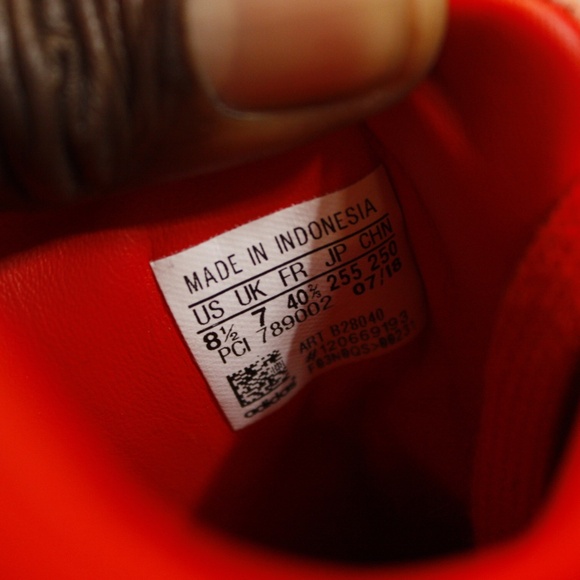 MADE IN INDONESIA
US UK FR JP CHN
8½ 7 40⅔ 255 250
PCI 789002 07/18
ART B28040
#120669193
adidas